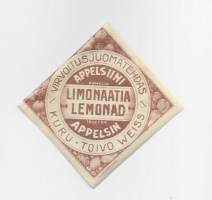 VIRVOITUSJUOMATEHDAS
APPELSIINI
LIMONAATIA
LEMONAD
APPELSIN
KURU · TOIVO WEISS